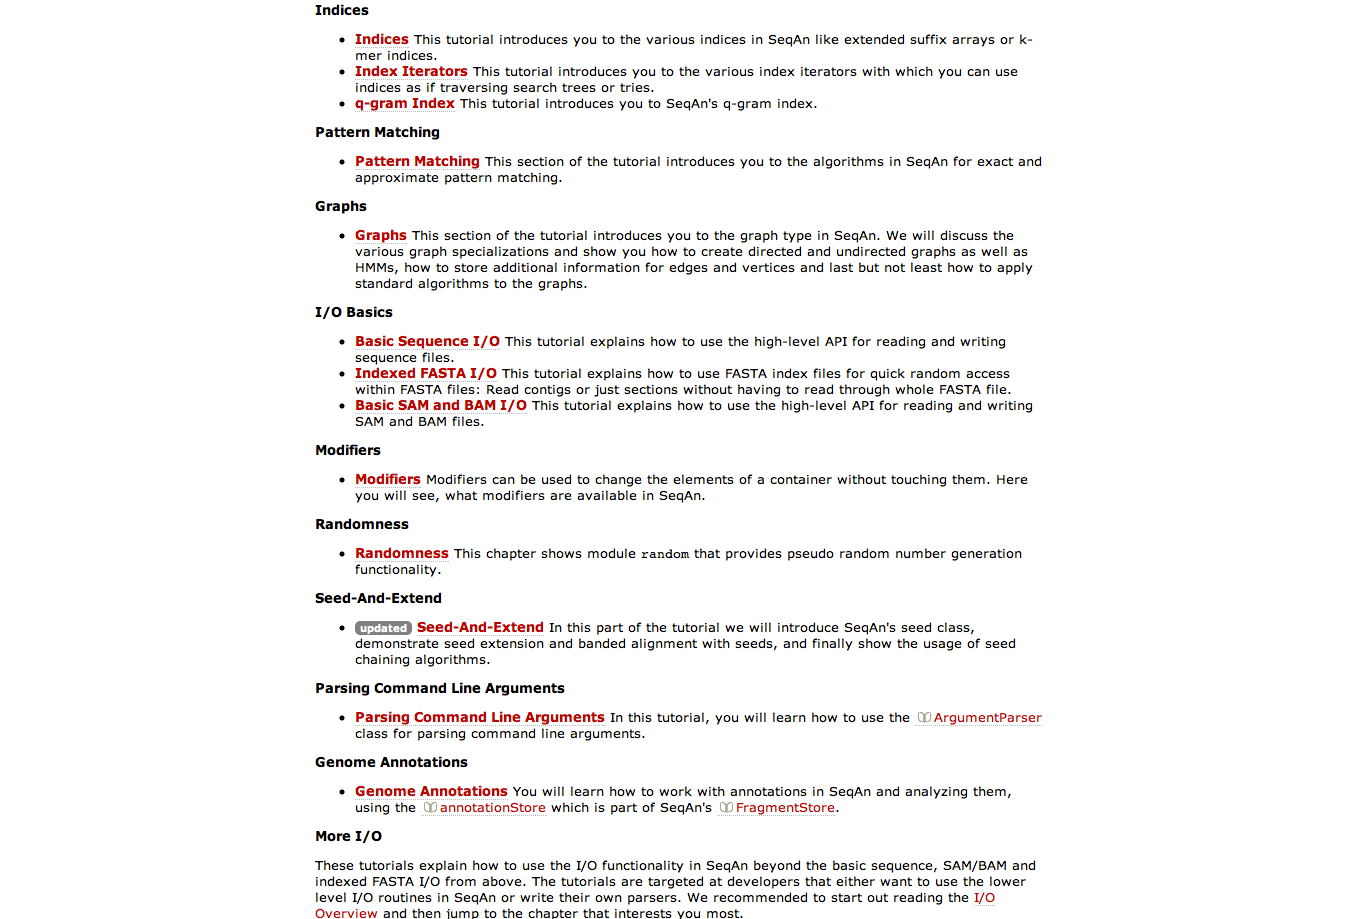 Indices
Indices This tutorial introduces you to the various indices in SeqAn like extended suffix arrays or k-
mer indices.
Index Iterators This tutorial introduces you to the various index iterators with which you can use
indices as if traversing search trees or tries.
q-gram Index This tutorial introduces you to SeqAn's q-gram index.
Pattern Matching
Pattern Matching This section of the tutorial introduces you to the algorithms in SeqAn for exact and
approximate pattern matching.
Graphs
Graphs This section of the tutorial introduces you to the graph type in SeqAn. We will discuss the
various graph specializations and show you how to create directed and undirected graphs as well as
HMMs, how to store additional information for edges and vertices and last but not least how to apply
standard algorithms to the graphs.
I/O Basics
Basic Sequence I/O This tutorial explains how to use the high-level API for reading and writing
sequence files.
Indexed FASTA I/O This tutorial explains how to use FASTA index files for quick random access
within FASTA files: Read contigs or just sections without having to read through whole FASTA file.
Basic SAM and BAM I/O This tutorial explains how to use the high-level API for reading and writing
SAM and BAM files.
Modifiers
Modifiers Modifiers can be used to change the elements of a container without touching them. Here
you will see, what modifiers are available in SeqAn.
Randomness
Randomness This chapter shows module random that provides pseudo random number generation
functionality.
Seed-And-Extend
updated Seed-And-Extend In this part of the tutorial we will introduce SeqAn's seed class,
demonstrate seed extension and banded alignment with seeds, and finally show the usage of seed
chaining algorithms.
Parsing Command Line Arguments
Parsing Command Line Arguments In this tutorial, you will learn how to use the ArgumentParser
class for parsing command line arguments.
Genome Annotations
Genome Annotations You will learn how to work with annotations in SeqAn and analyzing them,
using the annotationStore which is part of SeqAn's FragmentStore.
More I/O
These tutorials explain how to use the I/O functionality in SeqAn beyond the basic sequence, SAM/BAM and
indexed FASTA I/O from above. The tutorials are targeted at developers that either want to use the lower
level I/O routines in SeqAn or write their own parsers. We recommended to start out reading the I/O
Overview and then jump to the chapter that interests you most.